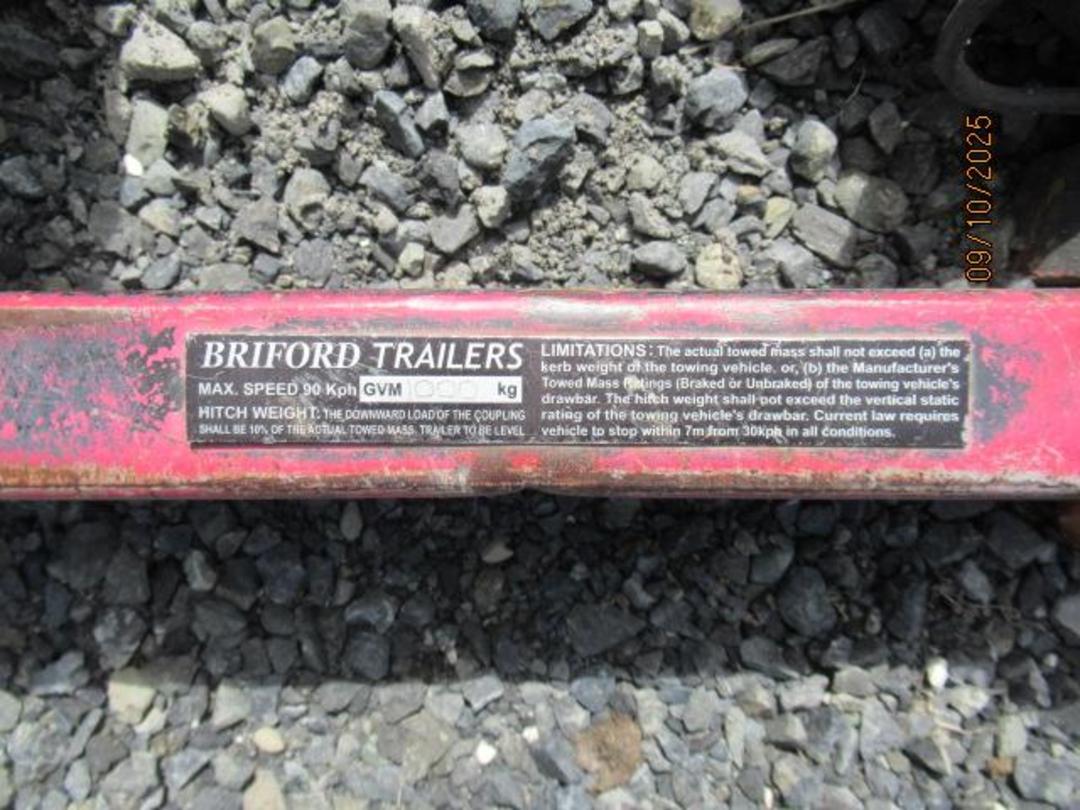 BRIFORD TRAILERS
MAX. SPEED 90 Kph GVM 1000 kg
HITCH WEIGHT: THE DOWNWARD LOAD OF THE COUPLING
SHALL BE 10% OF THE ACTUAL TOWED MASS. TRAILER TO BE LEVEL
LIMITATIONS: The actual towed mass shall not exceed (a) the
kerb weight of the towing vehicle. or, (b) the Manufacturer's
Towed Mass Ratings (Braked or Unbraked) of the towing vehicle's
drawbar. The hitch weight shall not exceed the vertical static
rating of the towing vehicle's drawbar. Current law requires
vehicle to stop within 7m from 30kph in all conditions.
09/10/2025